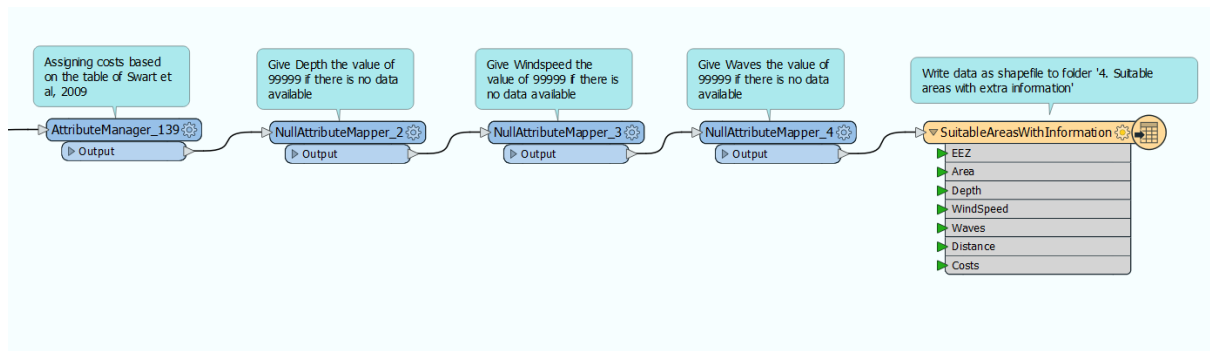 Assigning costs based
on the table of Swart et
al, 2009
Give Depth the value of
99999 if there is no data
available
Give Windspeed the
value of 99999 if there is
no data available
Give Waves the value of
99999 if there is no data
available
Write data as shapefile to folder '4. Suitable
areas with extra information'
AttributeManager_139
Output
NullAttributeMapper_2
Output
NullAttributeMapper_3
Output
NullAttributeMapper_4
Output
SuitableAreasWithInformation
EEZ
Area
Depth
WindSpeed
Waves
Distance
Costs